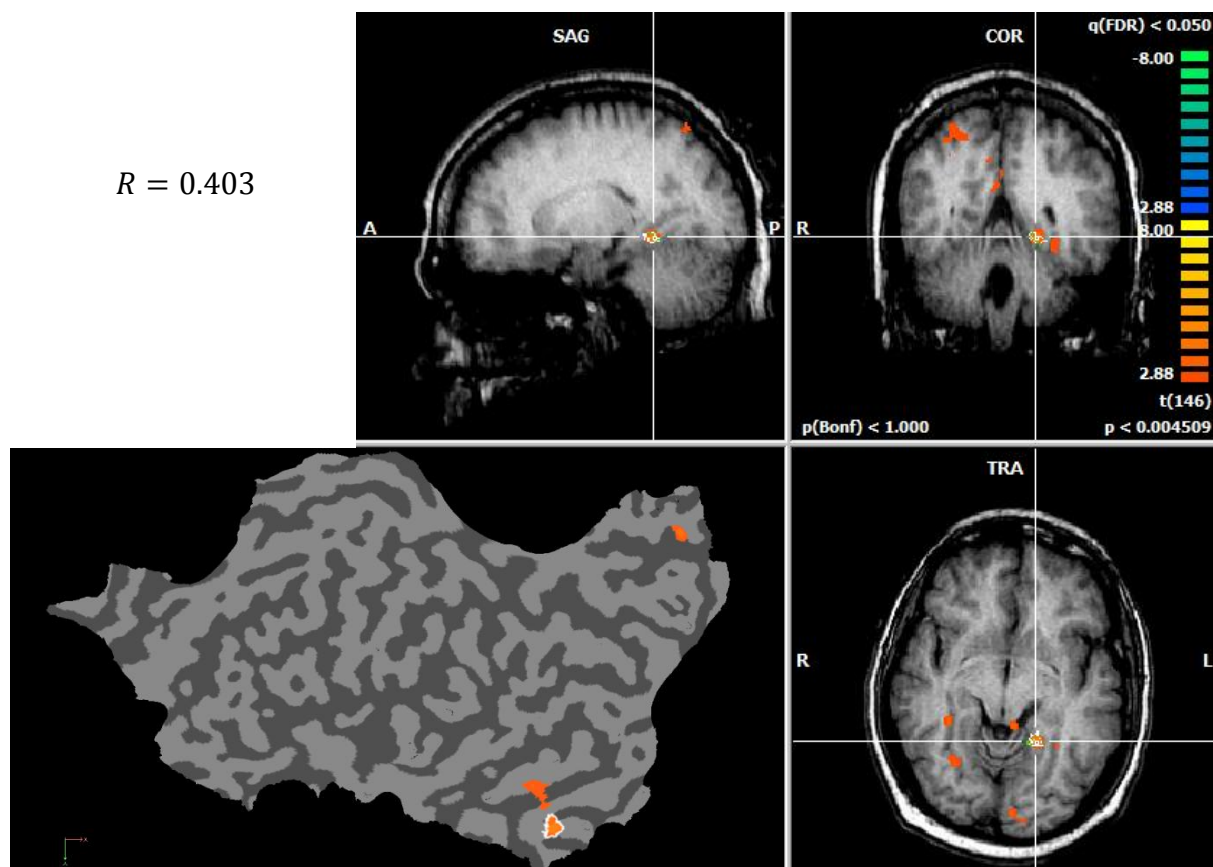 R = 0.403
SAG
A
P
COR
R
q(FDR) < 0.050
-8.00
-2.88
8.00
2.88
t(146)
p(Bonf) < 1.000
p < 0.004509
TRA
R
L